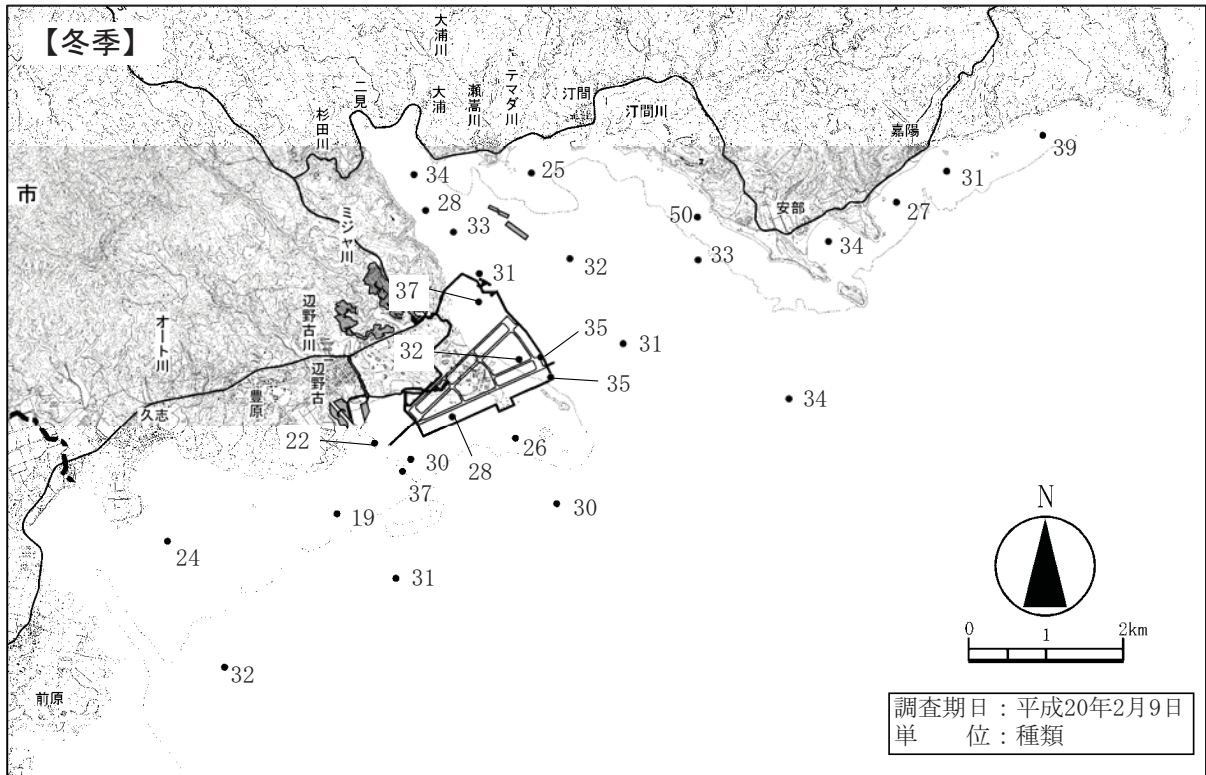 【冬季】
大浦川
テマダ川
瀬嵩川
汀間
汀間川
二見
大浦
杉田川
嘉陽
39
市
34
25
31
28
50
安部
27
ミジャ川
33
34
32
33
31
37
辺野古川
35
オート川
32
31
辺野古
35
豊原
34
久志
22
26
28
30
37
30
19
24
31
32
前原
N
0 1 2km
調査期日：平成20年2月9日
単　　位：種類